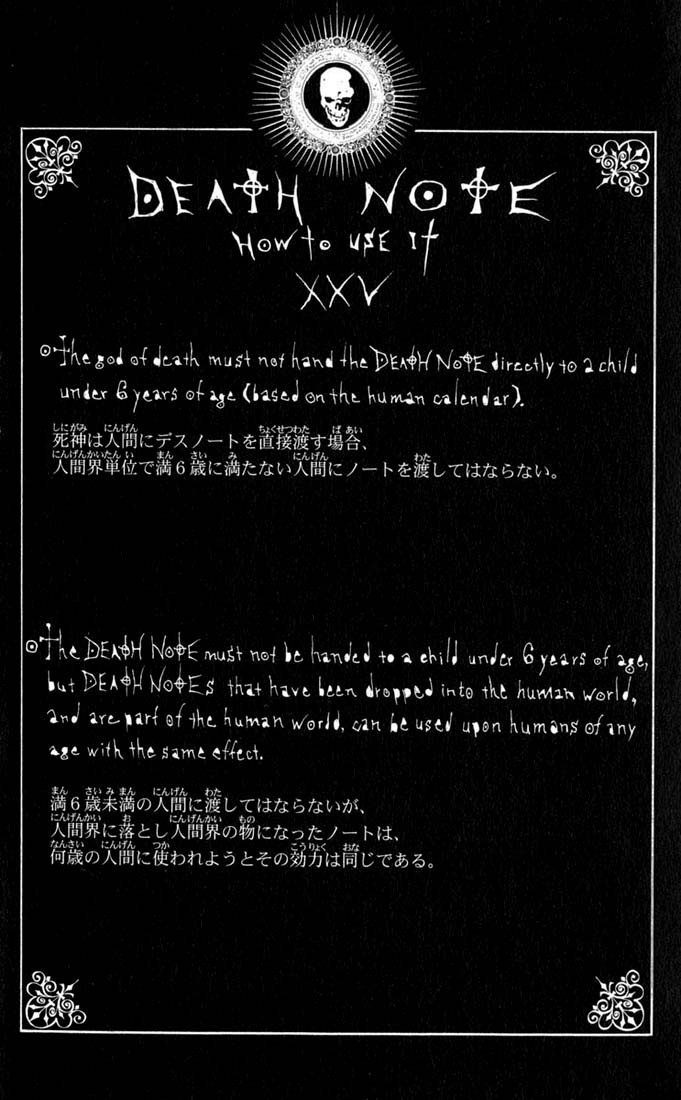 DEATH NOTE
HOW TO USE IT
XXV
The god of death must not hand the DEATH NOTE directly to a child
under 6 years of age (based on the human calendar).
死神は人間にデスノートを直接渡す場合、
人間界単位で満６歳に満たない人間にノートを渡してはならない。
The DEATH NOTE must not be handed to a child under 6 years of age,
but DEATH NOTES that have been dropped into the human world,
and are part of the human world, can be used upon humans of any
age with the same effect.
満６歳未満の人間に渡してはならないが、
人間界に落とし人間界の物になったノートは、
何歳の人間に使われようとその効力は同じである。